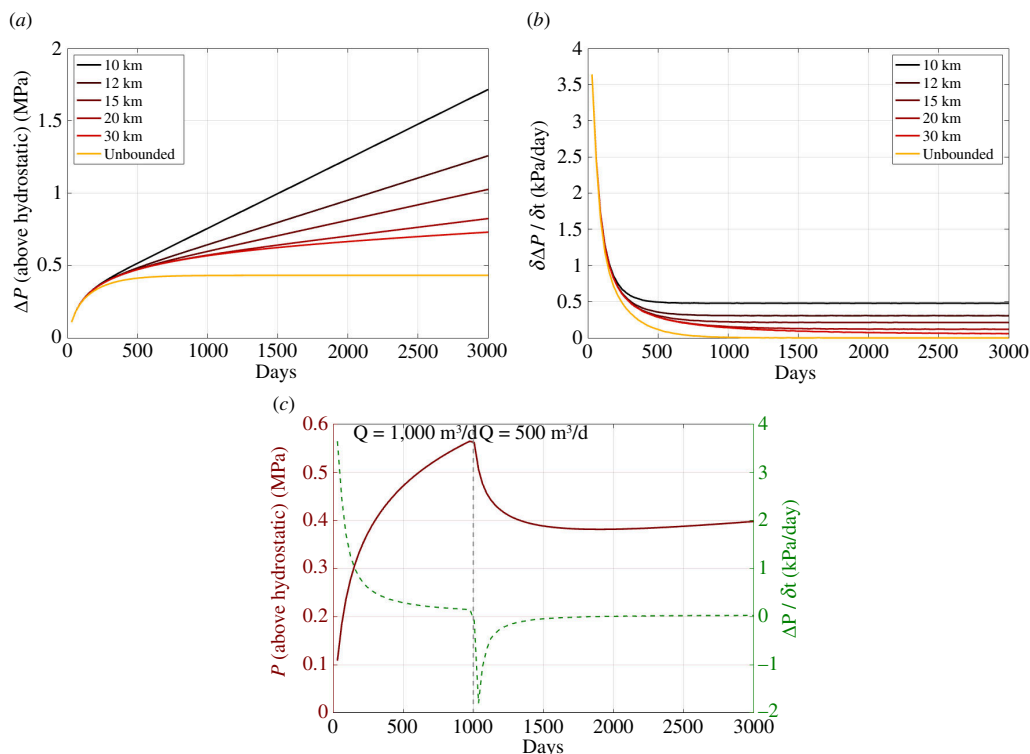 (a)
2
1.5
1
0.5
0
ΔP (above hydrostatic) (MPa)
10 km
12 km
15 km
20 km
30 km
Unbounded
0 500 1000 1500 2000 2500 3000
Days
(b)
4
3.5
3
2.5
2
1.5
1
0.5
0
δΔP / δt (kPa/day)
10 km
12 km
15 km
20 km
30 km
Unbounded
0 500 1000 1500 2000 2500 3000
Days
(c)
0.6
0.5
0.4
0.3
0.2
0.1
0
P (above hydrostatic) (MPa)
Q = 1,000 m³/d
Q = 500 m³/d
4
3
2
1
0
−1
−2
ΔP / δt (kPa/day)
0 500 1000 1500 2000 2500 3000
Days